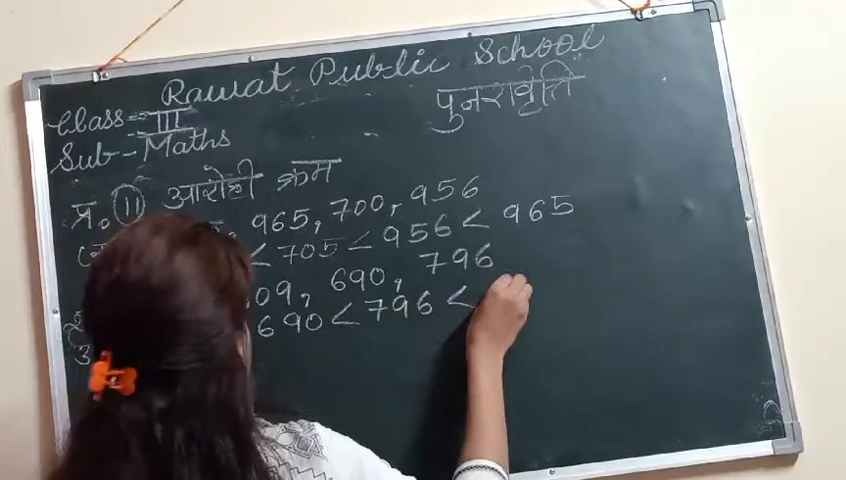 Rawat Public School
Class - III
पुनरावृति
Sub - Maths
प्र० 11 आरोही क्रम
965, 700, 956
< 705 < 956 < 965
09, 690, 796
690 < 796 <